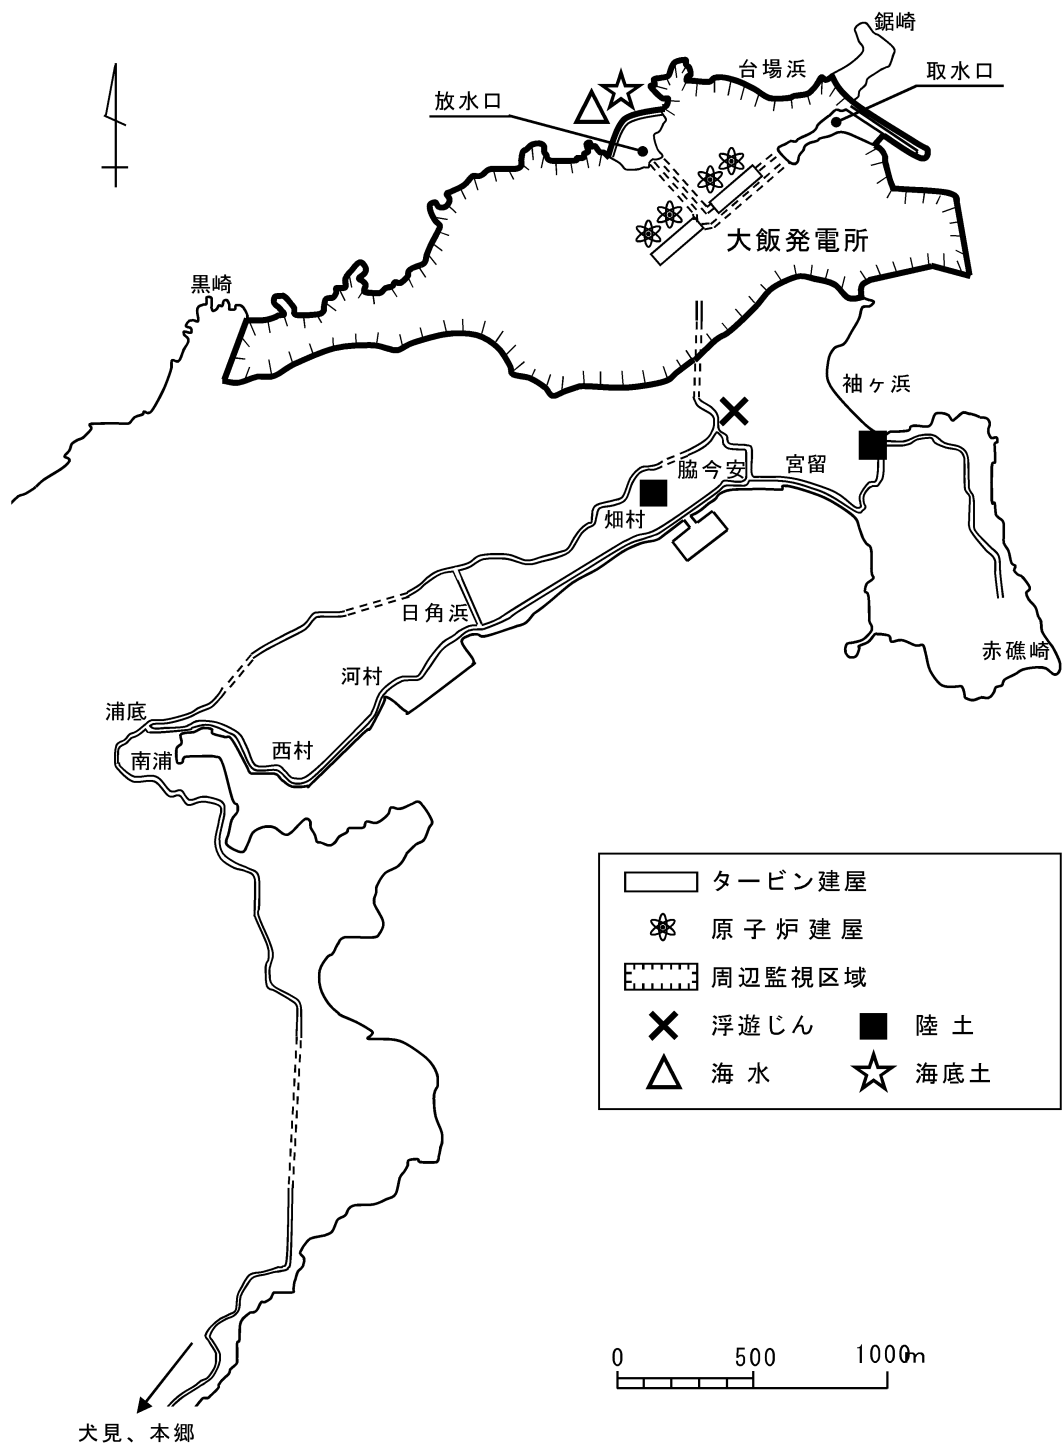 鋸崎
台場浜
取水口
放水口
大飯発電所
黒崎
袖ヶ浜
脇今安
宮留
畑村
日角浜
赤礁崎
河村
浦底
西村
南浦
タービン建屋
原子炉建屋
周辺監視区域
浮遊じん
陸土
海水
海底土
0
500
1000m
犬見、本郷